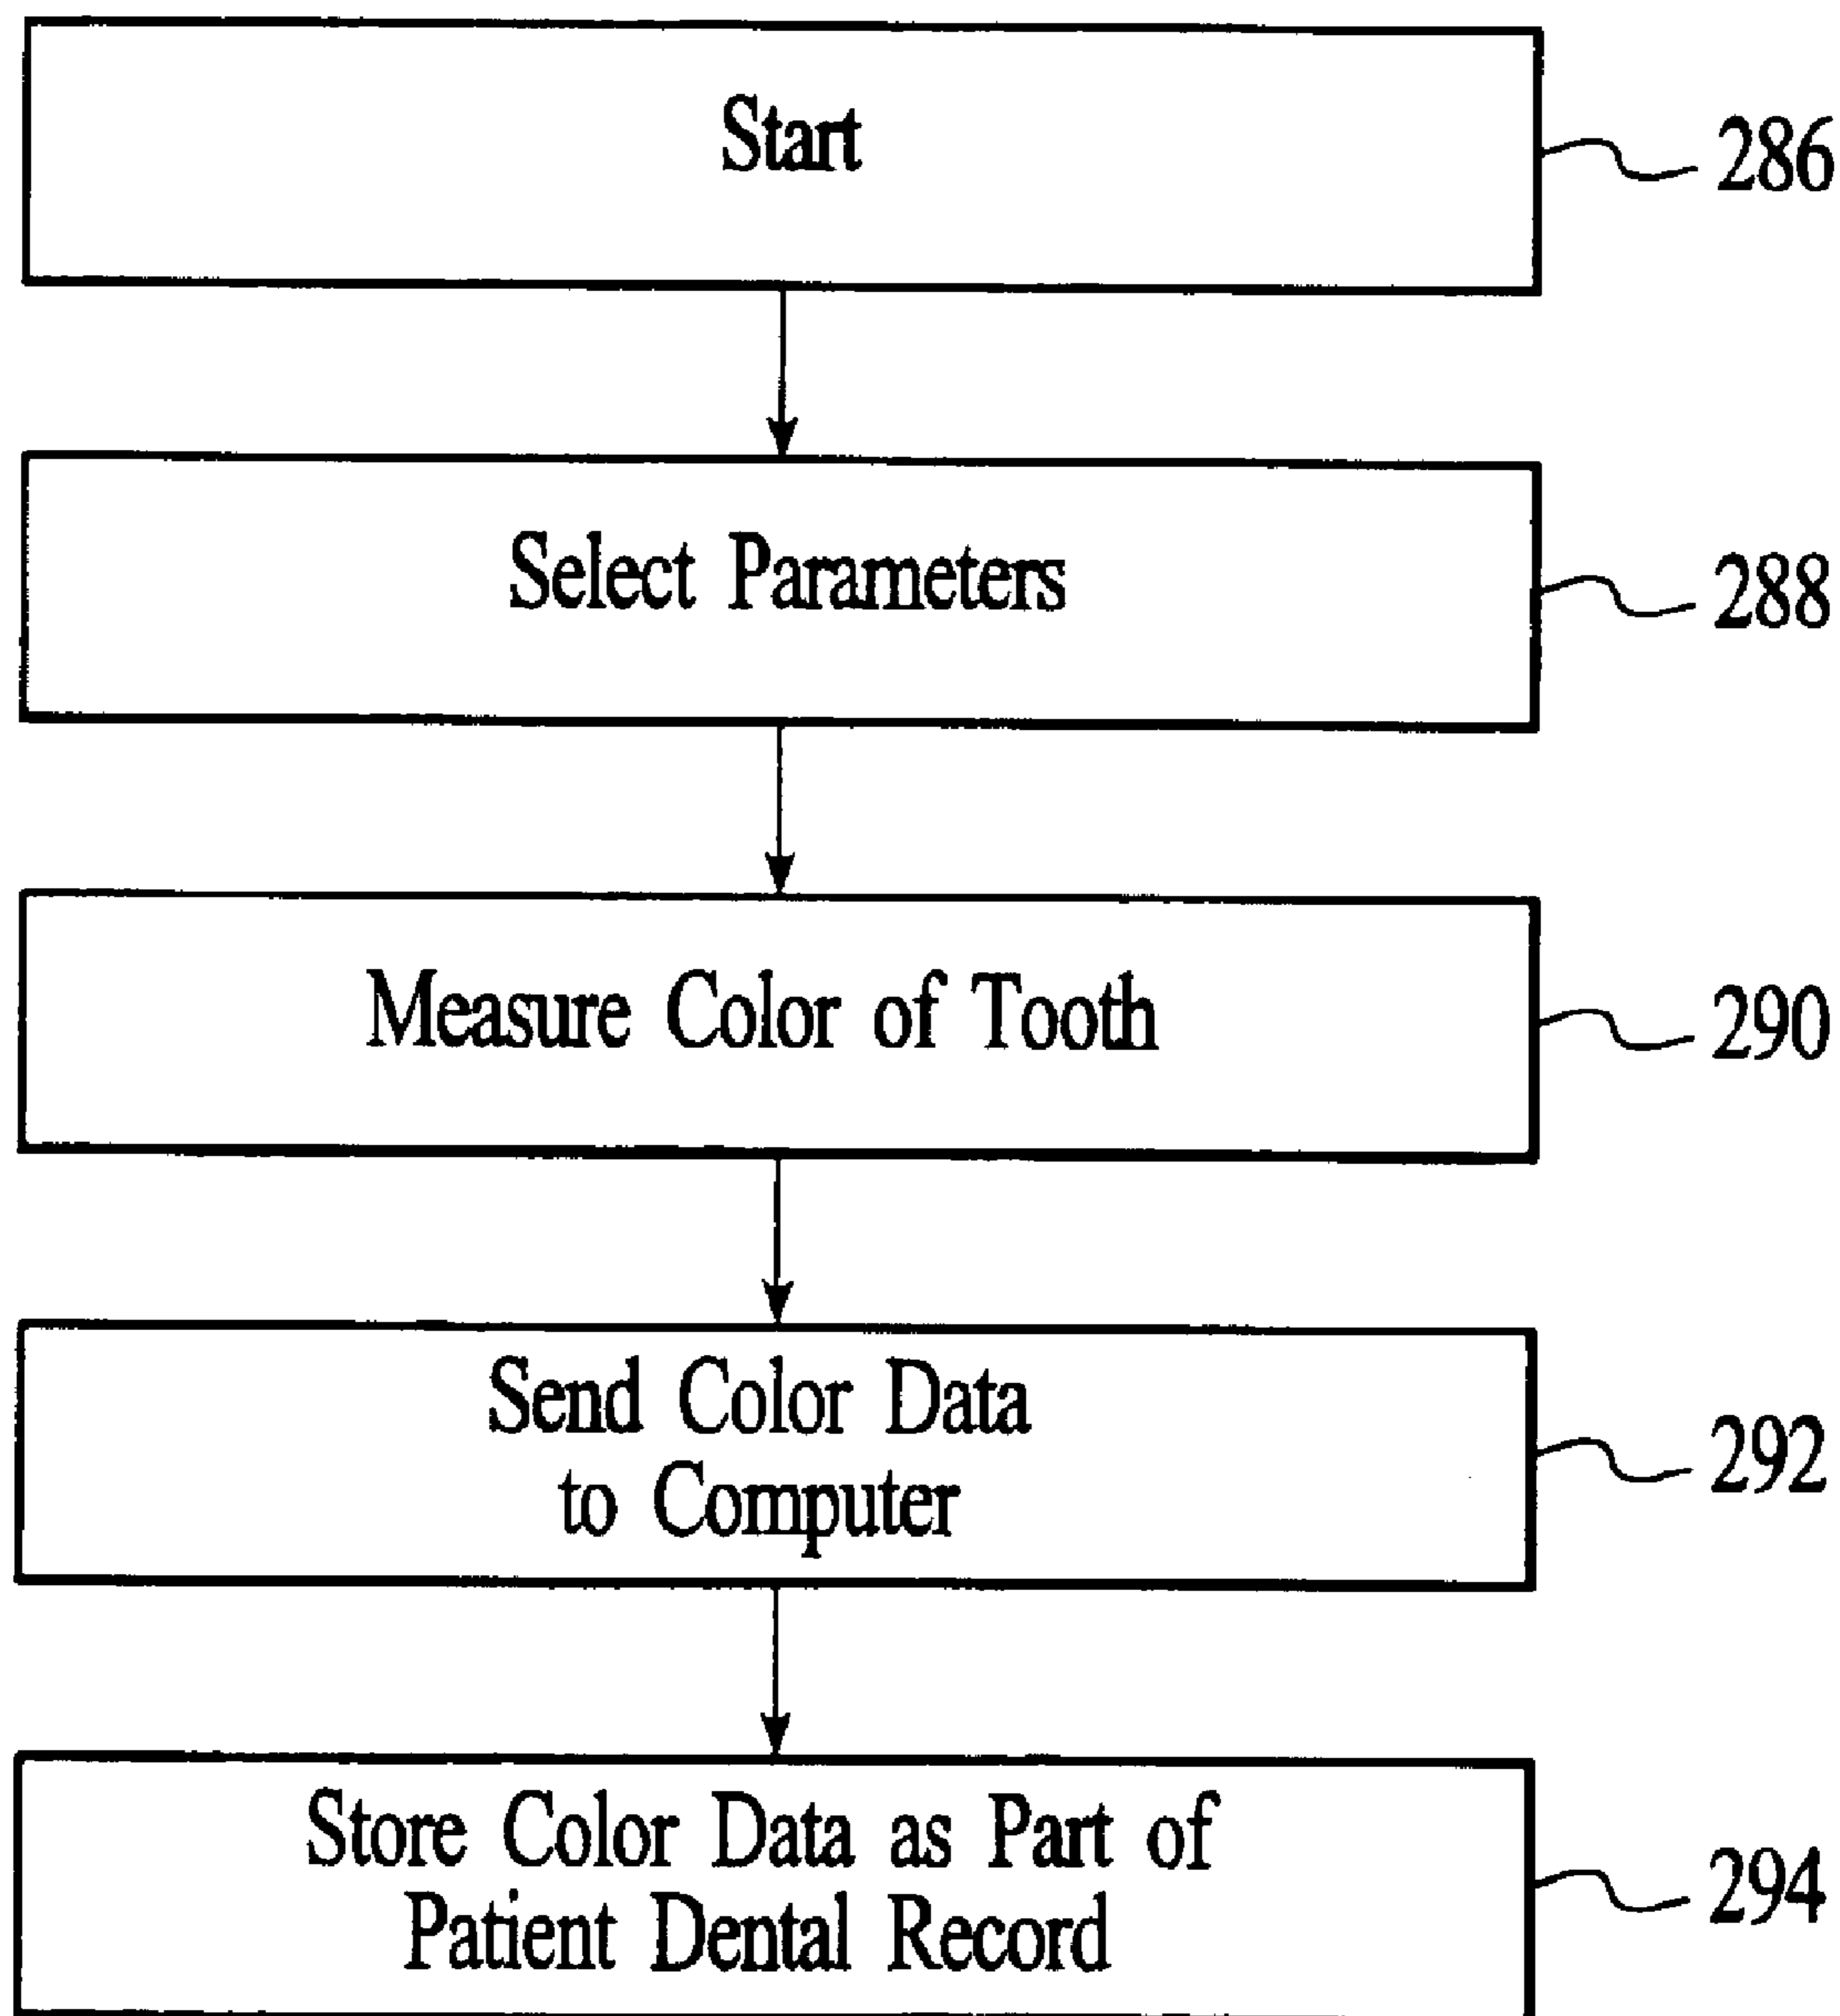 Start
286
Select Parameters
288
Measure Color of Tooth
290
Send Color Data
to Computer
292
Store Color Data as Part of
Patient Dental Record
294